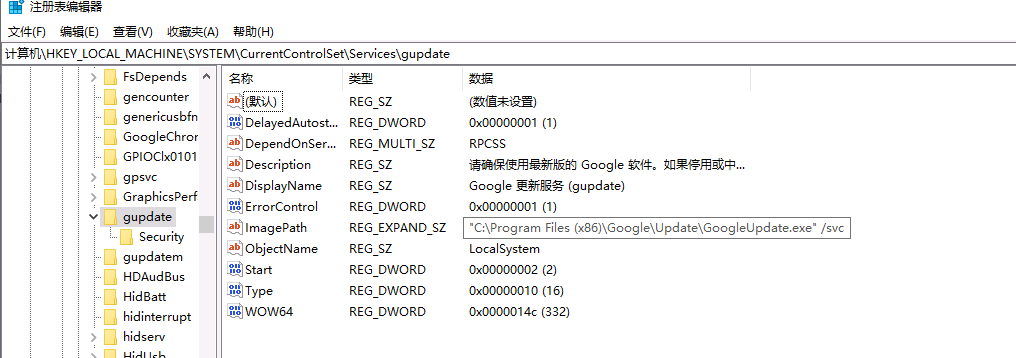 注册表编辑器
文件(F) 编辑(E) 查看(V) 收藏夹(A) 帮助(H)
计算机\HKEY_LOCAL_MACHINE\SYSTEM\CurrentControlSet\Services\gupdate
FsDepends
gencounter
genericusbfn
GoogleChron
GPIOClx0101
gpsvc
GraphicsPerf
gupdate
Security
gupdatem
HDAudBus
HidBatt
hidinterrupt
hidserv
HidUsb
名称 类型 数据
(默认) REG_SZ (数值未设置)
DelayedAutost... REG_DWORD 0x00000001 (1)
DependOnSer... REG_MULTI_SZ RPCSS
Description REG_SZ 请确保使用最新版的 Google 软件。如果停用或中...
DisplayName REG_SZ Google 更新服务 (gupdate)
ErrorControl REG_DWORD 0x00000001 (1)
ImagePath REG_EXPAND_SZ "C:\Program Files (x86)\Google\Update\GoogleUpdate.exe" /svc
ObjectName REG_SZ LocalSystem
Start REG_DWORD 0x00000002 (2)
Type REG_DWORD 0x00000010 (16)
WOW64 REG_DWORD 0x0000014c (332)